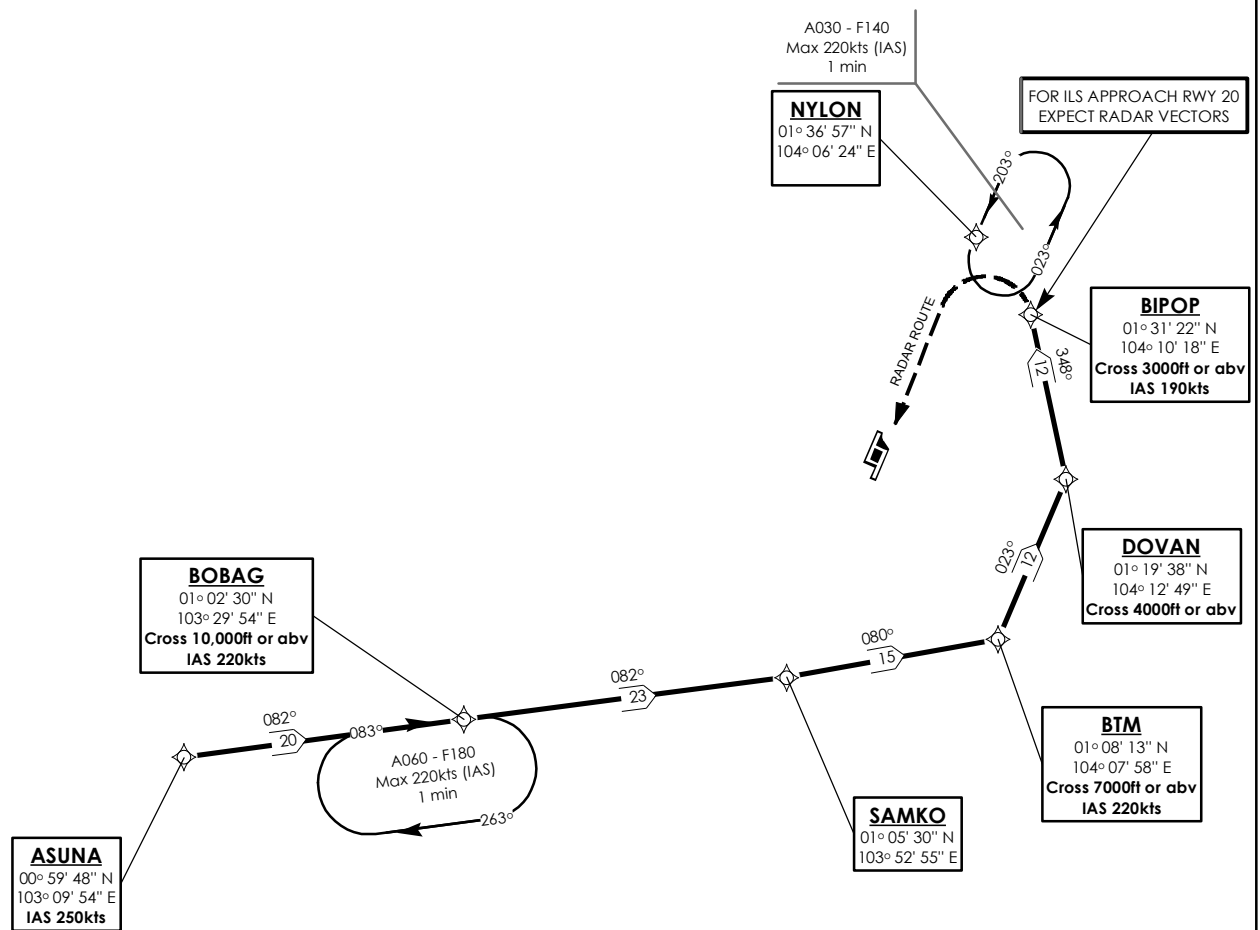 A030 - F140
Max 220kts (IAS)
1 min
NYLON
01° 36' 57" N
104° 06' 24" E
FOR ILS APPROACH RWY 20
EXPECT RADAR VECTORS
203°
023°
RADAR ROUTE
BIPOP
01° 31' 22" N
104° 10' 18" E
Cross 3000ft or abv
IAS 190kts
348°
12
DOVAN
01° 19' 38" N
104° 12' 49" E
Cross 4000ft or abv
023°
12
BOBAG
01° 02' 30" N
103° 29' 54" E
Cross 10,000ft or abv
IAS 220kts
080°
15
082°
23
082°
20
083°
A060 - F180
Max 220kts (IAS)
1 min
263°
BTM
01° 08' 13" N
104° 07' 58" E
Cross 7000ft or abv
IAS 220kts
SAMKO
01° 05' 30" N
103° 52' 55" E
ASUNA
00° 59' 48" N
103° 09' 54" E
IAS 250kts